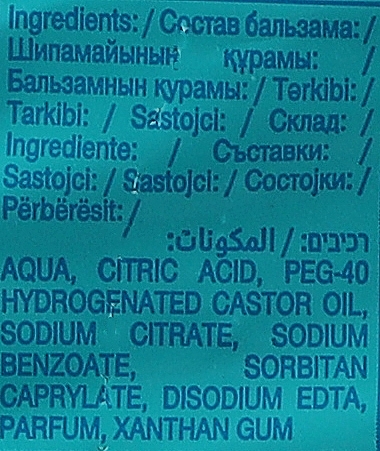 Ingredients: / Состав бальзама: /
Шипамайының құрамы: /
Бальзамнын курамы: / Tərkibi: /
Tarkibi: / Sastojci: / Склад: /
Ingrediente: / Съставки: /
Sastojci: / Sastojci: / Состојки: /
Përbërësit: /
רכיבים: / المكونات:
AQUA, CITRIC ACID, PEG-40
HYDROGENATED CASTOR OIL,
SODIUM CITRATE, SODIUM
BENZOATE, SORBITAN
CAPRYLATE, DISODIUM EDTA,
PARFUM, XANTHAN GUM